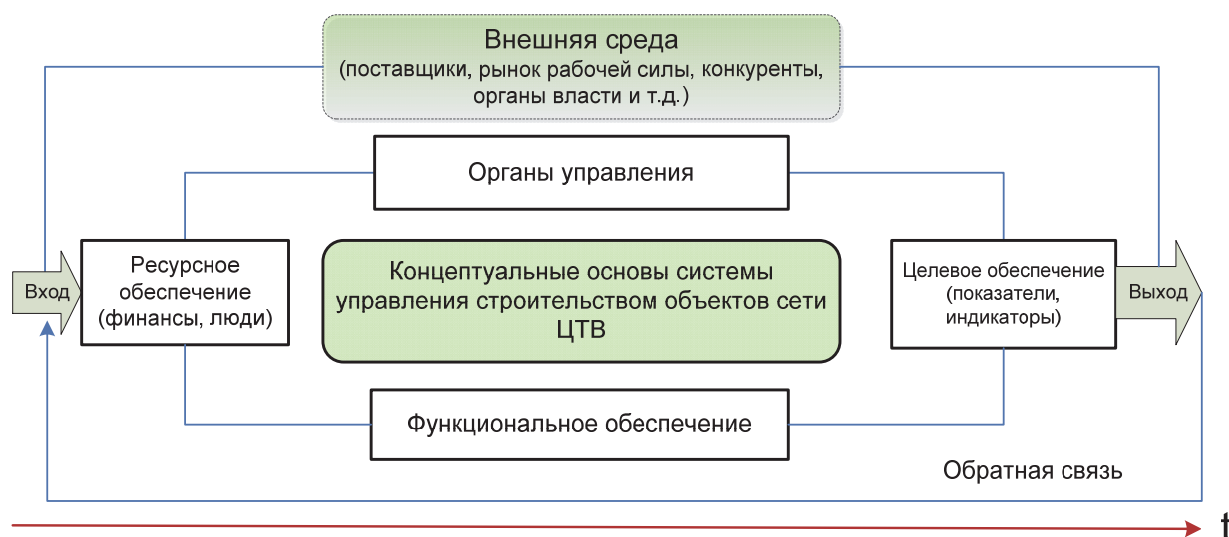 Внешняя среда
(поставщики, рынок рабочей силы, конкуренты,
органы власти и т.д.)
Органы управления
Вход
Ресурсное
обеспечение
(финансы, люди)
Концептуальные основы системы
управления строительством объектов сети
ЦТВ
Целевое обеспечение
(показатели,
индикаторы)
Выход
Функциональное обеспечение
Обратная связь
t